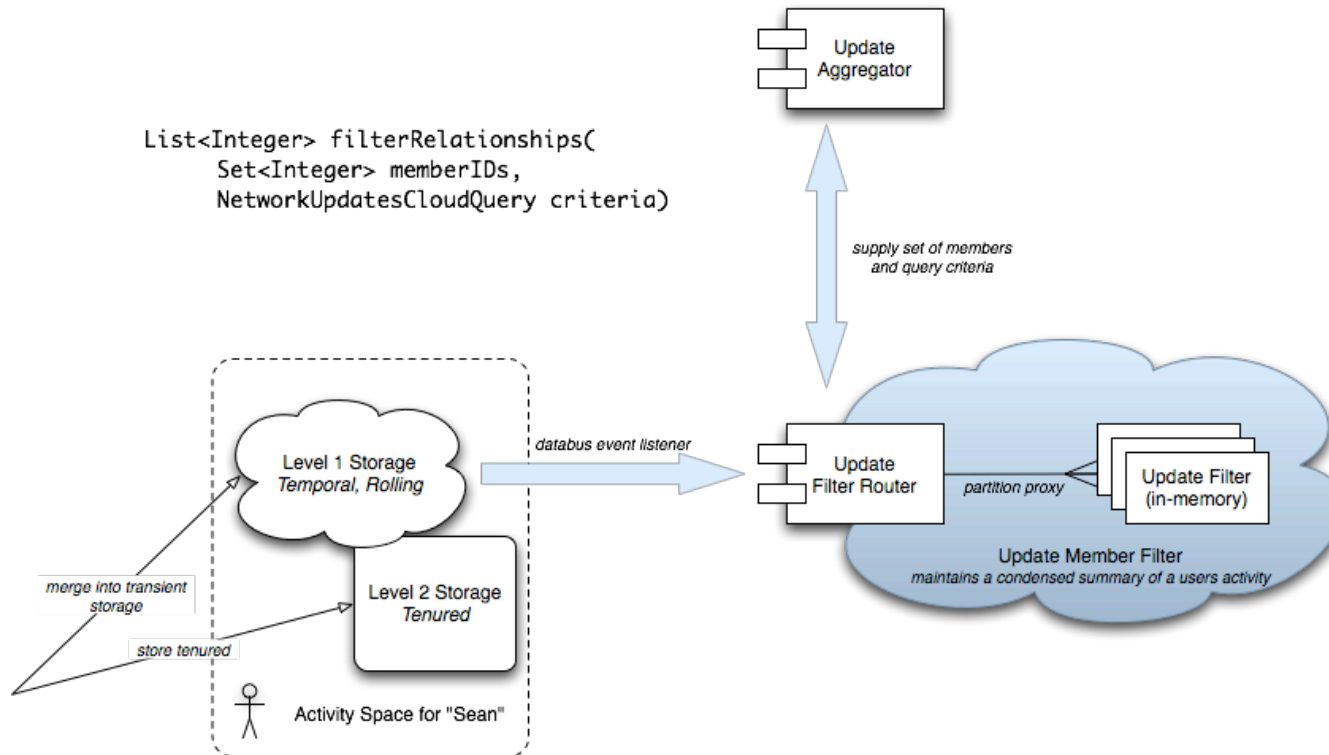 Update
Aggregator
List<Integer> filterRelationships(
Set<Integer> memberIDs,
NetworkUpdatesCloudQuery criteria)
supply set of members
and query criteria
Level 1 Storage
Temporal, Rolling
databus event listener
Update
Filter Router
partition proxy
Update Filter
(in-memory)
Update Member Filter
maintains a condensed summary of a users activity
merge into transient
storage
Level 2 Storage
Tenured
store tenured
Activity Space for "Sean"